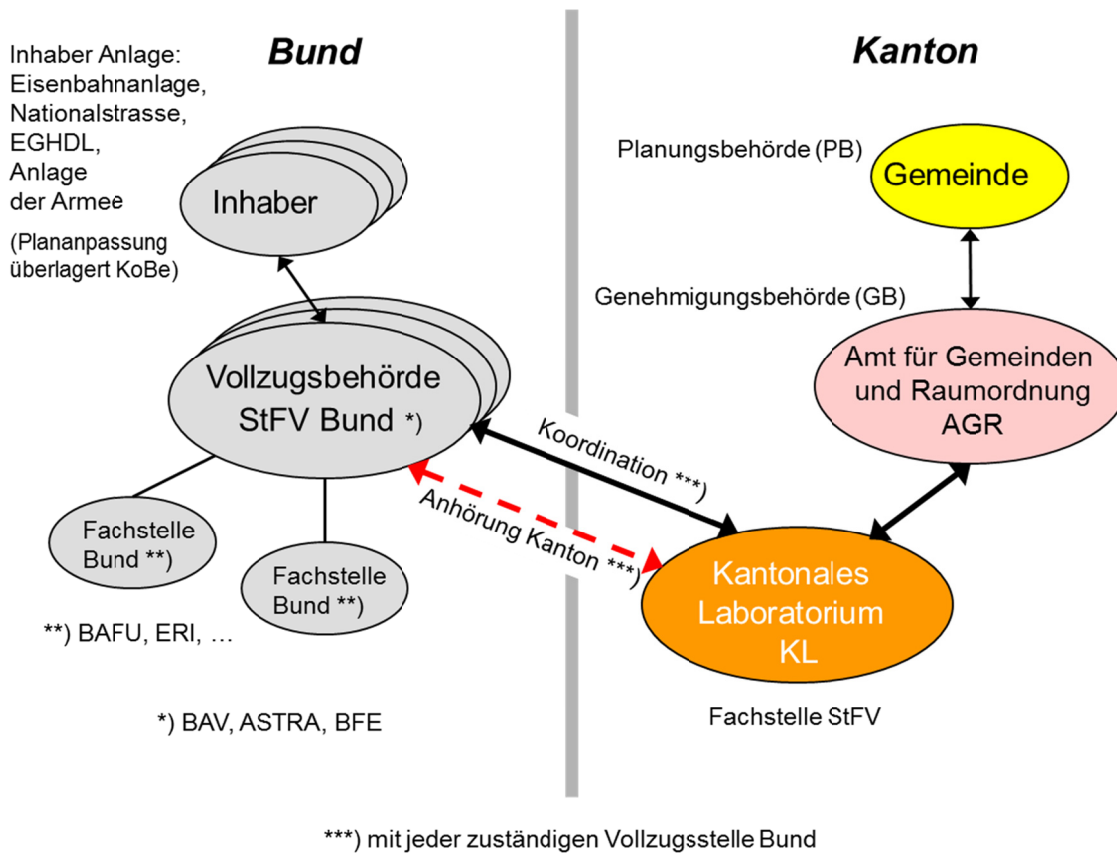 Bund
Kanton
Inhaber Anlage:
Eisenbahnanlage,
Nationalstrasse,
EGHDL,
Anlage
der Armee
(Plananpassung
überlagert KoBe)
Inhaber
Vollzugsbehörde
StFV Bund *)
Fachstelle
Bund **)
Fachstelle
Bund **)
**) BAFU, ERI, …
*) BAV, ASTRA, BFE
Koordination ***)
Anhörung Kanton ***)
Planungsbehörde (PB)
Gemeinde
Genehmigungsbehörde (GB)
Amt für Gemeinden
und Raumordnung
AGR
Kantonales
Laboratorium
KL
Fachstelle StFV
***) mit jeder zuständigen Vollzugsstelle Bund